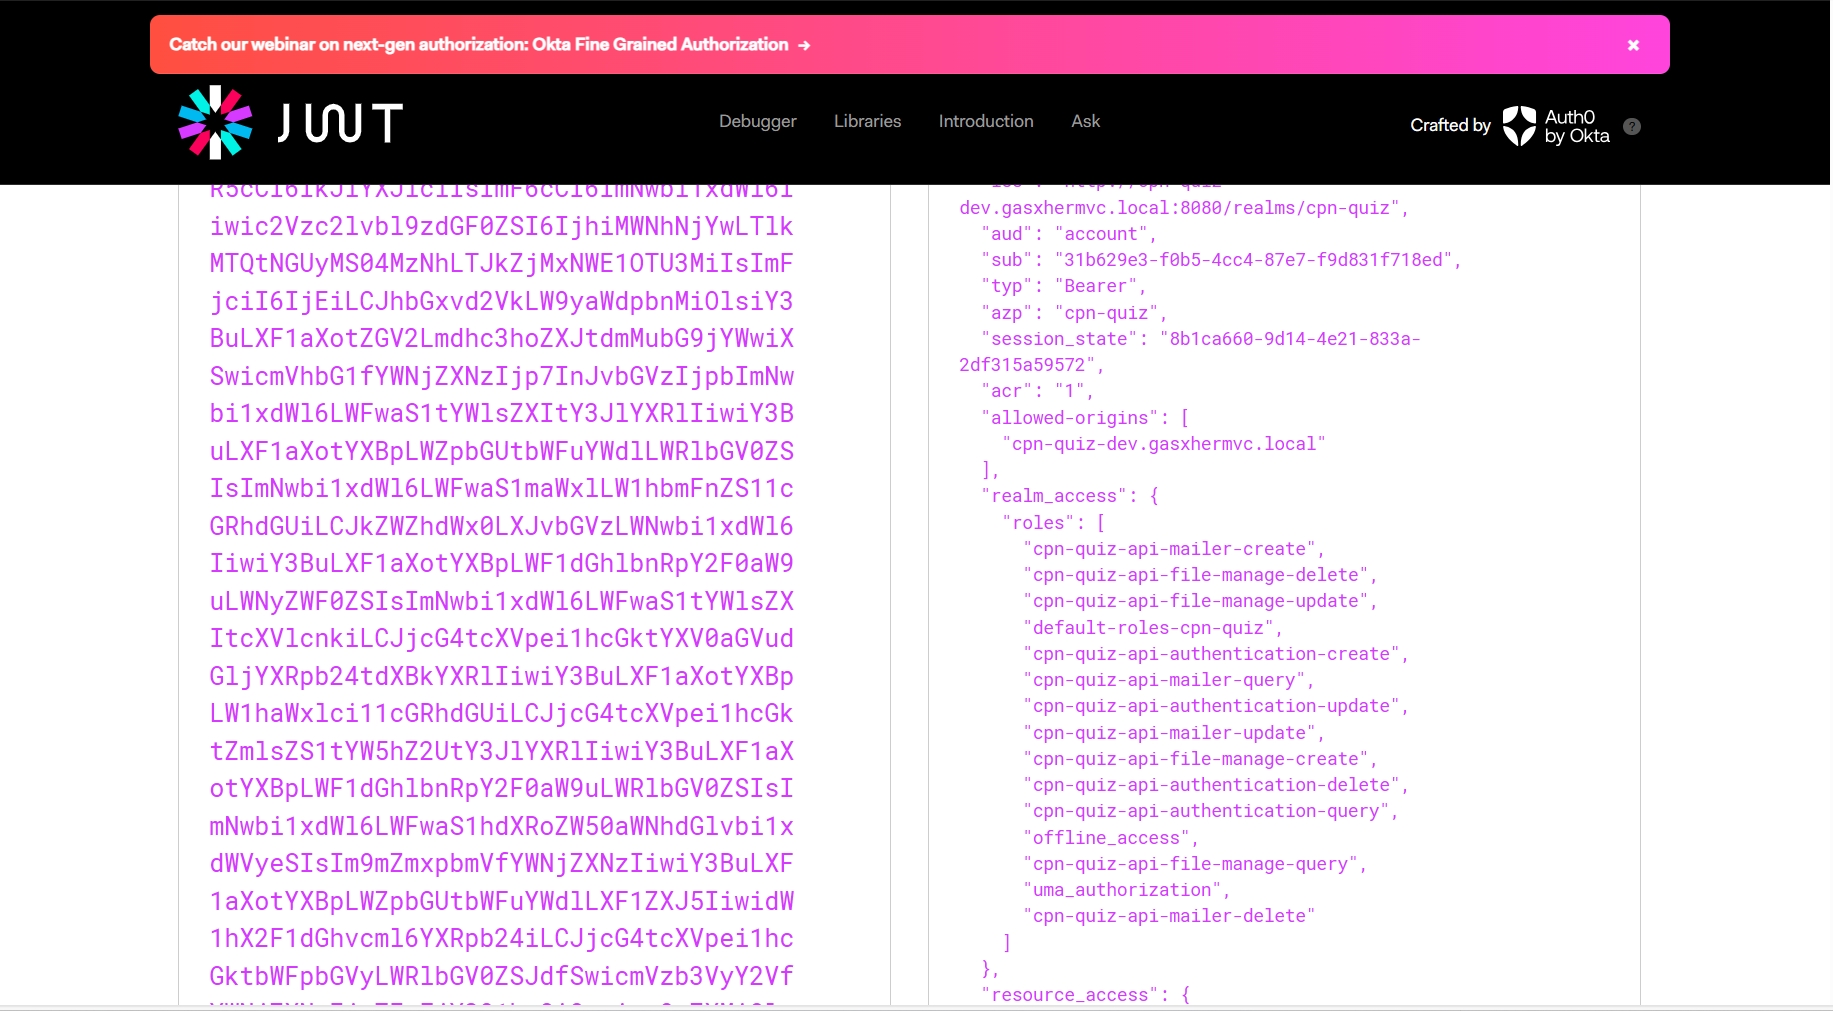 Catch our webinar on next-gen authorization: Okta Fine Grained Authorization →
JWT
Debugger
Libraries
Introduction
Ask
Crafted by
Auth0
by Okta
?
iwic2Vzc2lvbl9zdGF0ZSI6IjhiMWNhNjYwLTlk
MTQtNGUyMS04MzNhLTJkZjMxNWE1OTU3MiIsImF
jciI6IjEiLCJhbGxvd2VkLW9yaWdpbnMiOlsiY3
BuLXF1aXotZGV2Lmdhc3hoZXJtdmMubG9jYWwiX
SwicmVhbG1fYWNjZXNzIjp7InJvbGVzIjpbImNw
bi1xdWl6LWFwaS1tYWlsZXItY3JlYXRlIiwiY3B
uLXF1aXotYXBpLWZpbGUtbWFuYWdlLWRlbGV0ZS
IsImNwbi1xdWl6LWFwaS1maWxlLW1hbmFnZS11c
GRhdGUiLCJkZWZhdWx0LXJvbGVzLWNwbi1xdWl6
IiwiY3BuLXF1aXotYXBpLWF1dGhlbnRpY2F0aW9
uLWNyZWF0ZSIsImNwbi1xdWl6LWFwaS1tYWlsZX
ItcXVlcnkiLCJjcG4tcXVpei1hcGktYXV0aGVud
GljYXRpb24tdXBkYXRlIiwiY3BuLXF1aXotYXBp
LW1haWxlci11cGRhdGUiLCJjcG4tcXVpei1hcGk
tZmlsZS1tYW5hZ2UtY3JlYXRlIiwiY3BuLXF1aX
otYXBpLWF1dGhlbnRpY2F0aW9uLWRlbGV0ZSIsI
mNwbi1xdWl6LWFwaS1hdXRoZW50aWNhdGlvbi1x
dWVyeSIsIm9mZmxpbmVfYWNjZXNzIiwiY3BuLXF
1aXotYXBpLWZpbGUtbWFuYWdlLXF1ZXJ5IiwidW
1hX2F1dGhvcml6YXRpb24iLCJjcG4tcXVpei1hc
GktbWFpbGVyLWRlbGV0ZSJdfSwicmVzb3VyY2Vf
dev.gasxhermvc.local:8080/realms/cpn-quiz",
"aud": "account",
"sub": "31b629e3-f0b5-4cc4-87e7-f9d831f718ed",
"typ": "Bearer",
"azp": "cpn-quiz",
"session_state": "8b1ca660-9d14-4e21-833a-
2df315a59572",
"acr": "1",
"allowed-origins": [
"cpn-quiz-dev.gasxhermvc.local"
],
"realm_access": {
"roles": [
"cpn-quiz-api-mailer-create",
"cpn-quiz-api-file-manage-delete",
"cpn-quiz-api-file-manage-update",
"default-roles-cpn-quiz",
"cpn-quiz-api-authentication-create",
"cpn-quiz-api-mailer-query",
"cpn-quiz-api-authentication-update",
"cpn-quiz-api-mailer-update",
"cpn-quiz-api-file-manage-create",
"cpn-quiz-api-authentication-delete",
"cpn-quiz-api-authentication-query",
"offline_access",
"cpn-quiz-api-file-manage-query",
"uma_authorization",
"cpn-quiz-api-mailer-delete"
]
},
"resource_access": {